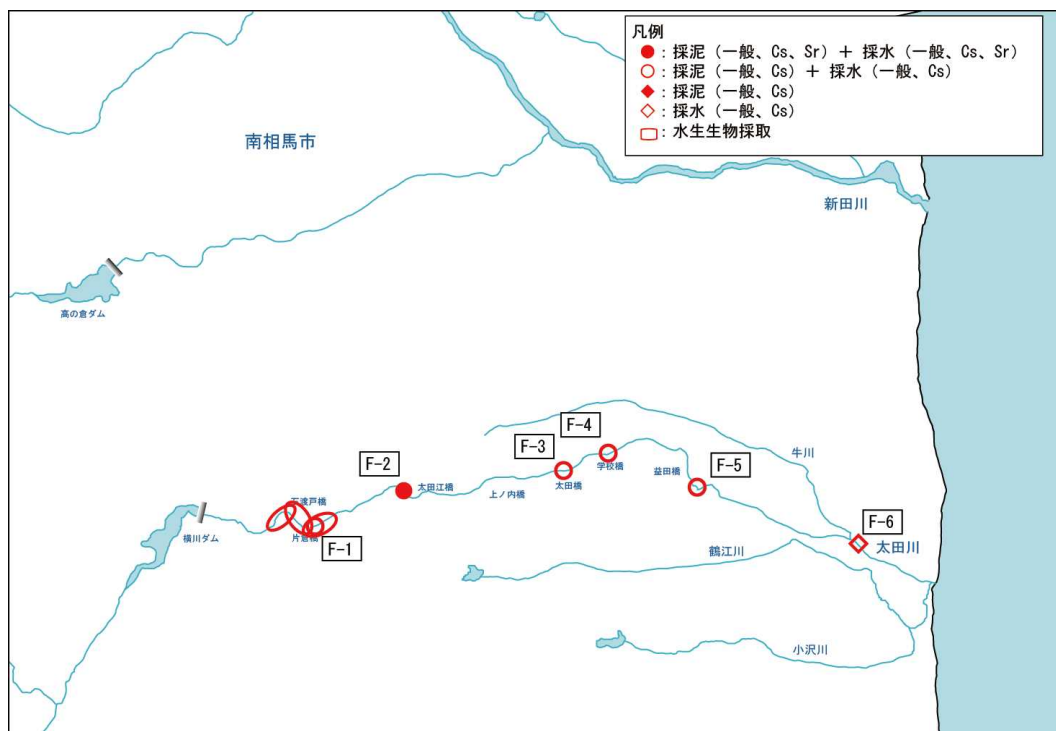 凡例
●：採泥（一般、Cs、Sr）＋ 採水（一般、Cs、Sr）
○：採泥（一般、Cs）＋ 採水（一般、Cs）
◆：採泥（一般、Cs）
◇：採水（一般、Cs）
：水生生物採取
南相馬市
新田川
高の倉ダム
F-4
牛川
F-3
学校橋
F-2
太田橋
益田橋
F-5
太田江橋
上ノ内橋
石渡戸橋
F-6
横川ダム
片倉橋
F-1
太田川
鶴江川
小沢川